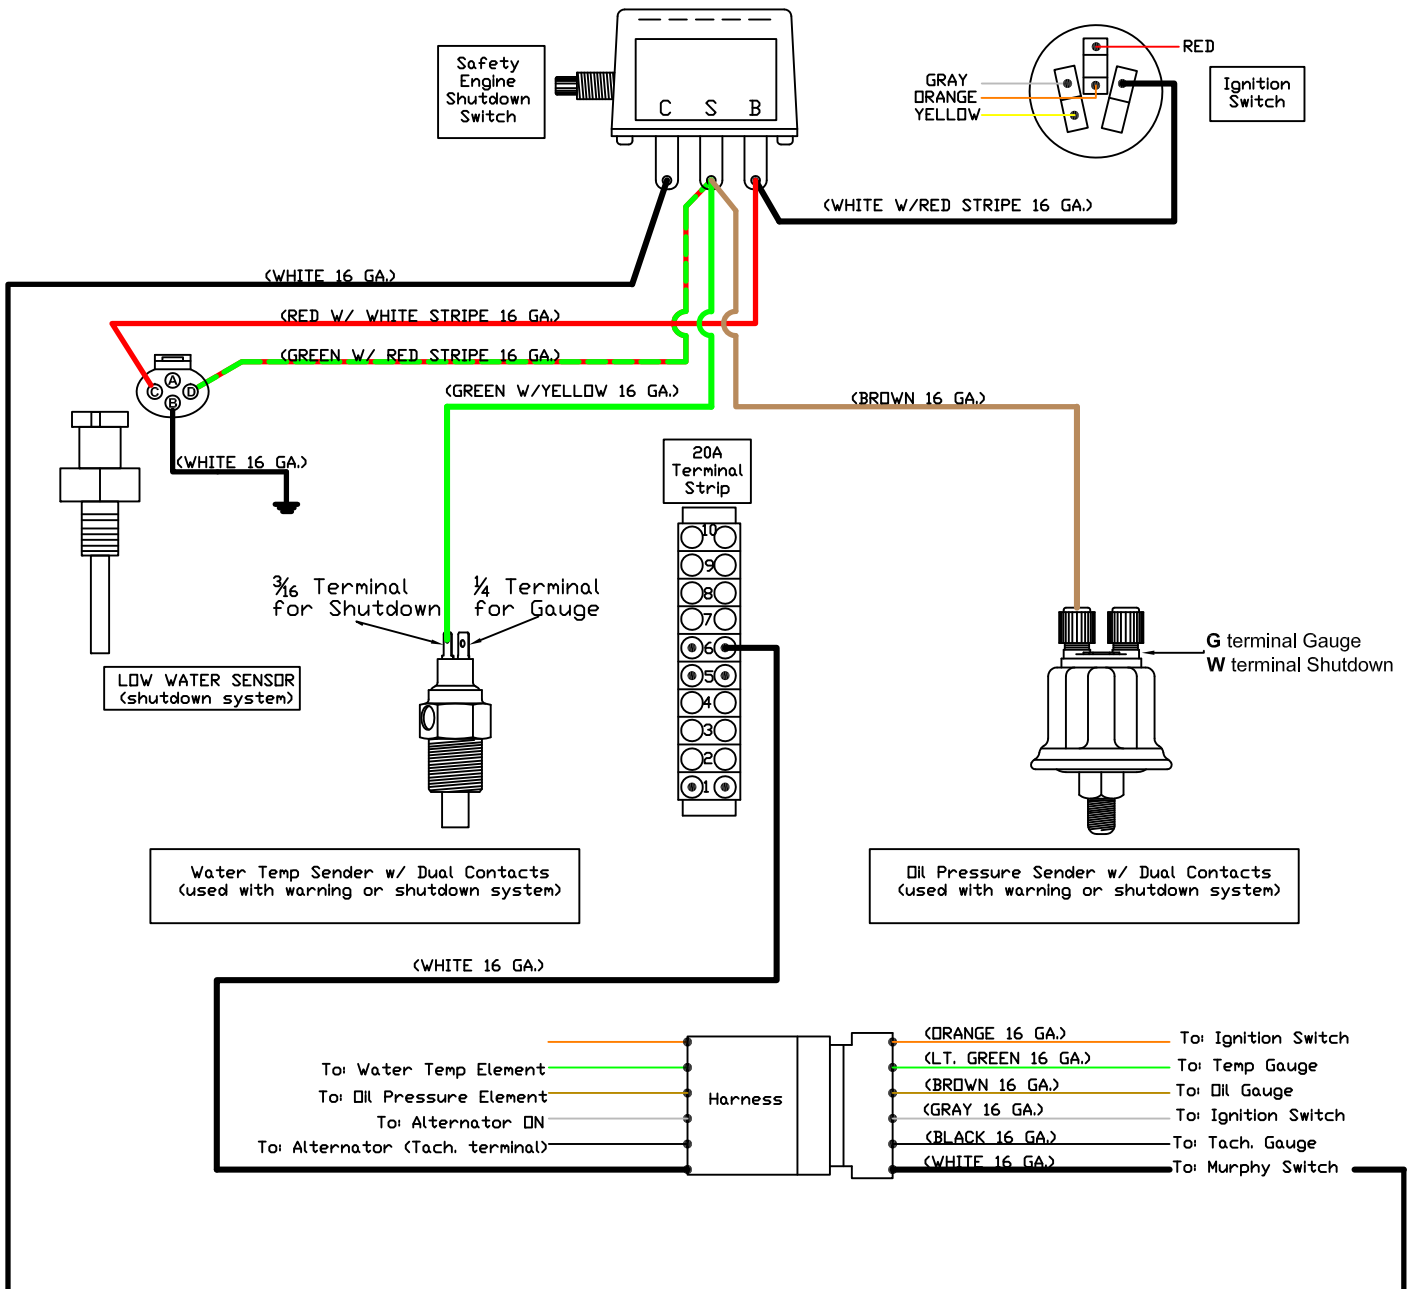 Safety
Engine
Shutdown
Switch
C S B
RED
GRAY
ORANGE
YELLOW
Ignition
Switch
(WHITE W/RED STRIPE 16 GA.)
(WHITE 16 GA.)
(RED W/ WHITE STRIPE 16 GA.)
(GREEN W/ RED STRIPE 16 GA.)
A
C D
B
(GREEN W/YELLOW 16 GA.)
(BROWN 16 GA.)
(WHITE 16 GA.)
20A
Terminal
Strip
10
9
8
7
6
5
4
3
2
1
3/16 Terminal
for Shutdown
1/4 Terminal
for Gauge
G terminal Gauge
W terminal Shutdown
LOW WATER SENSOR
(shutdown system)
Water Temp Sender w/ Dual Contacts
(used with warning or shutdown system)
Oil Pressure Sender w/ Dual Contacts
(used with warning or shutdown system)
(WHITE 16 GA.)
To: Water Temp Element
To: Oil Pressure Element
To: Alternator ON
To: Alternator (Tach. terminal)
Harness
(ORANGE 16 GA.) To: Ignition Switch
(LT. GREEN 16 GA.) To: Temp Gauge
(BROWN 16 GA.) To: Oil Gauge
(GRAY 16 GA.) To: Ignition Switch
(BLACK 16 GA.) To: Tach. Gauge
(WHITE 16 GA.) To: Murphy Switch